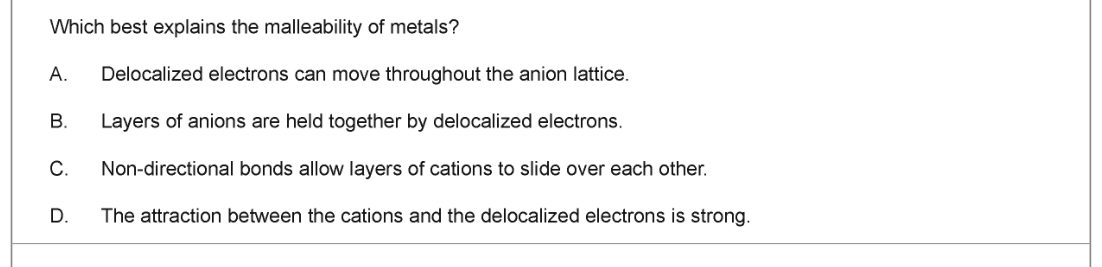 Which best explains the malleability of metals?
A. Delocalized electrons can move throughout the anion lattice.
B. Layers of anions are held together by delocalized electrons.
C. Non-directional bonds allow layers of cations to slide over each other.
D. The attraction between the cations and the delocalized electrons is strong.